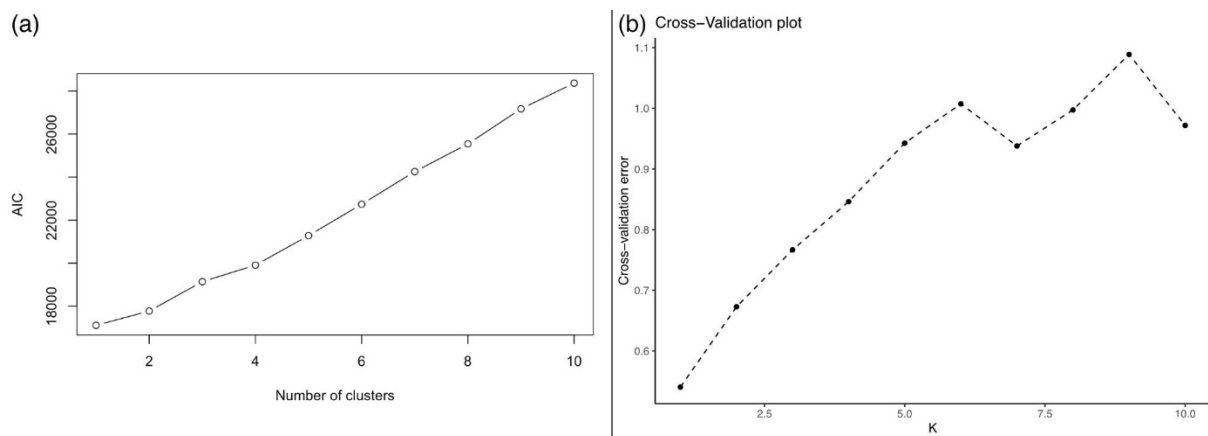 (a)
AIC
26000
22000
18000
2
4
6
8
10
Number of clusters
(b)
Cross−Validation plot
Cross−validation error
1.1
1.0
0.9
0.8
0.7
0.6
2.5
5.0
7.5
10.0
K